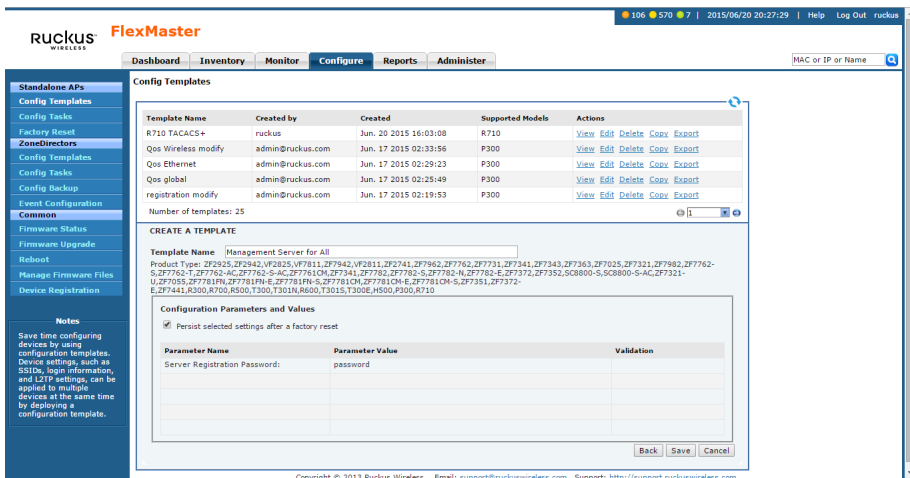 106 570 7 | 2015/06/20 20:27:29 | Help Log Out ruckus
Ruckus WIRELESS FlexMaster
Dashboard Inventory Monitor Configure Reports Administer MAC or IP or Name
Standalone APs
Config Templates
Config Tasks
Factory Reset
ZoneDirectors
Config Templates
Config Tasks
Config Backup
Event Configuration
Common
Firmware Status
Firmware Upgrade
Reboot
Manage Firmware Files
Device Registration
Notes
Save time configuring
devices by using
configuration templates.
Device settings, such as
SSIDs, login information,
and L2TP settings, can be
applied to multiple
devices at the same time
by deploying a
configuration template.
Config Templates
Template Name Created by Created Supported Models Actions
R710 TACACS+ ruckus Jun. 20 2015 16:03:08 R710 View Edit Delete Copy Export
Qos Wireless modify admin@ruckus.com Jun. 17 2015 02:33:56 P300 View Edit Delete Copy Export
Qos Ethernet admin@ruckus.com Jun. 17 2015 02:29:23 P300 View Edit Delete Copy Export
Qos global admin@ruckus.com Jun. 17 2015 02:25:49 P300 View Edit Delete Copy Export
registration modify admin@ruckus.com Jun. 17 2015 02:19:53 P300 View Edit Delete Copy Export
Number of templates: 25 1
CREATE A TEMPLATE
Template Name Management Server for All
Product Type: ZF2925,ZF2942,VF2825,VF7811,ZF7942,VF2811,ZF2741,ZF7962,ZF7762,ZF7731,ZF7341,ZF7343,ZF7363,ZF7025,ZF7321,ZF7982,ZF7762-
S,ZF7762-T,ZF7762-AC,ZF7762-S-AC,ZF7761CM,ZF7341,ZF7782,ZF7782-S,ZF7782-N,ZF7782-E,ZF7372,ZF7352,SC8800-S,SC8800-S-AC,ZF7321-
U,ZF7055,ZF7781FN,ZF7781FN-E,ZF7781FN-S,ZF7781CM,ZF7781CM-E,ZF7781CM-S,ZF7351,ZF7372-
E,ZF7441,R300,R700,R500,T300,T301N,R600,T301S,T300E,H500,P300,R710
Configuration Parameters and Values
Persist selected settings after a factory reset
Parameter Name Parameter Value Validation
Server Registration Password: password
Back Save Cancel
Copyright © 2013 Ruckus Wireless Email: support@ruckuswireless.com Support: http://support.ruckuswireless.com